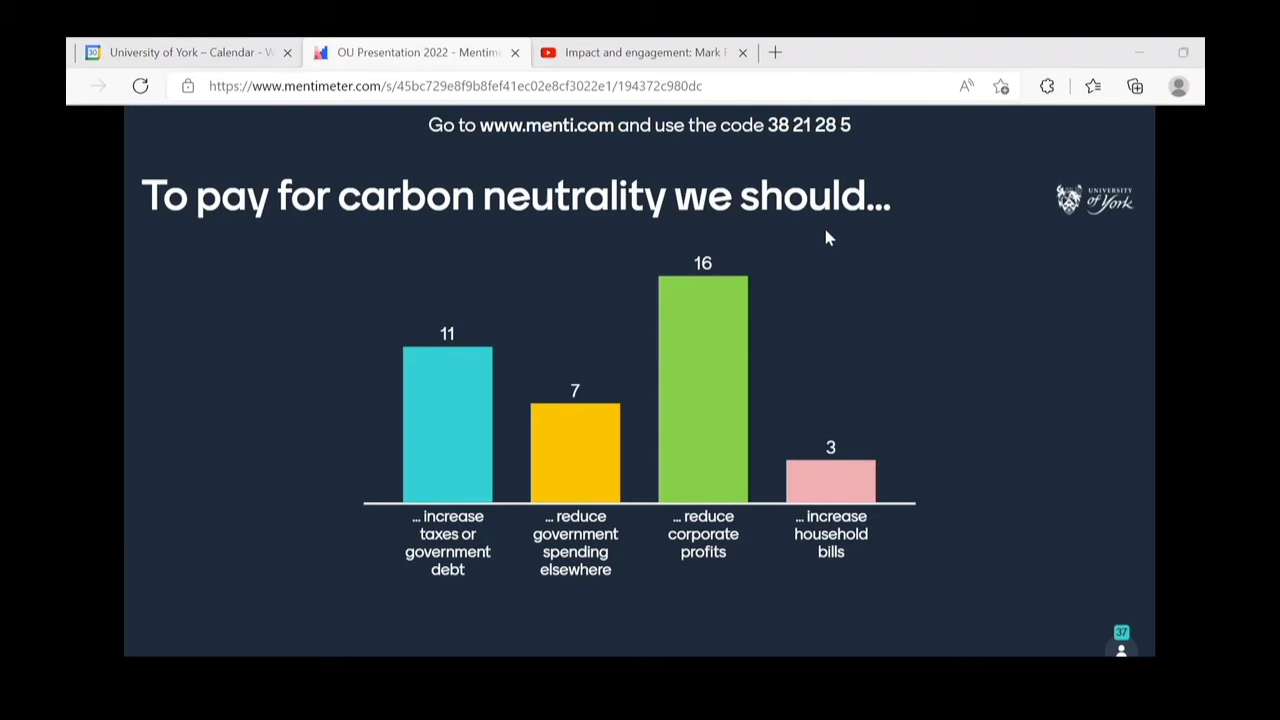 University of York – Calendar - W
OU Presentation 2022 - Mentime
Impact and engagement: Mark F
https://www.mentimeter.com/s/45bc729e8f9b8fef41ec02e8cf3022e1/194372c980dc
Go to www.menti.com and use the code 38 21 28 5
To pay for carbon neutrality we should...
UNIVERSITY
of York
11
7
16
3
... increase
taxes or
government
debt
... reduce
government
spending
elsewhere
... reduce
corporate
profits
... increase
household
bills
37